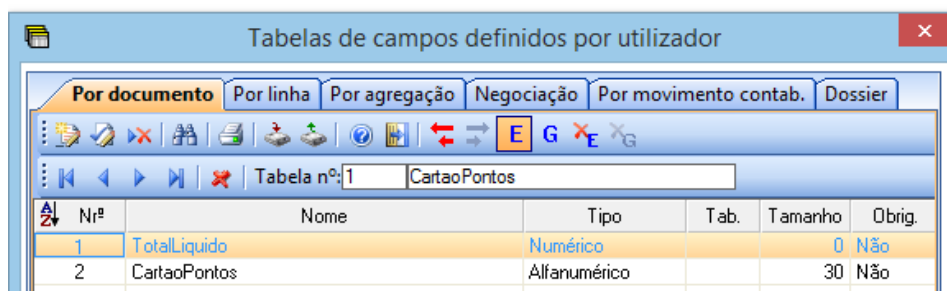 Tabelas de campos definidos por utilizador
Por documento Por linha Por agregação Negociação Por movimento contab. Dossier
E G E G
Tabela nº: 1 CartaoPontos
Nrº Nome Tipo Tab. Tamanho Obrig.
1 TotalLiquido Numérico 0 Não
2 CartaoPontos Alfanumérico 30 Não